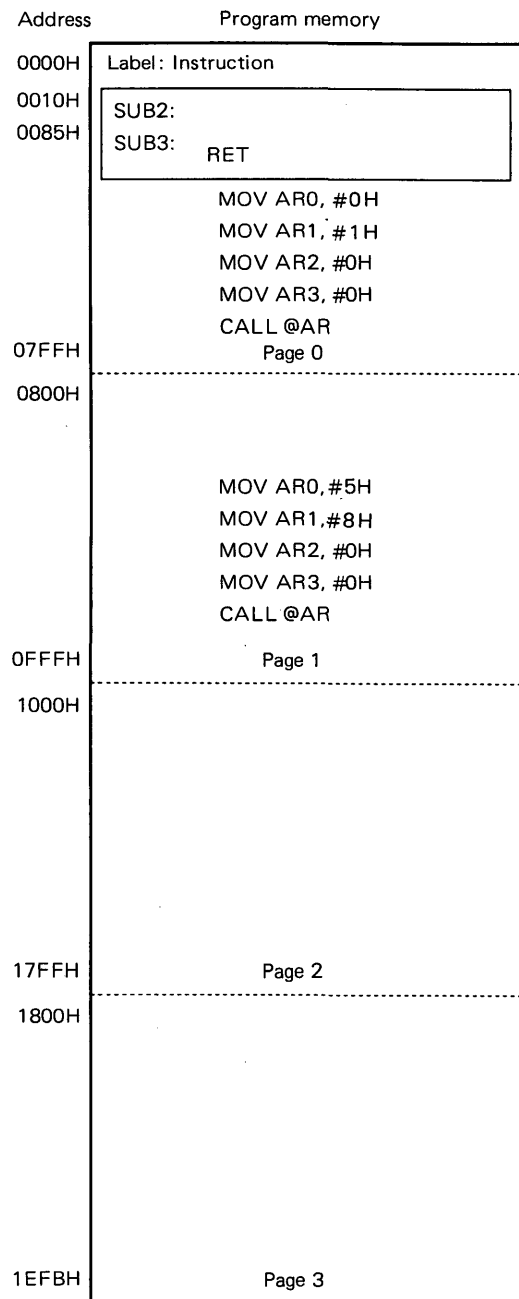 Address Program memory
0000H Label: Instruction
0010H SUB2:
0085H SUB3:
RET
MOV AR0, #0H
MOV AR1, #1H
MOV AR2, #0H
MOV AR3, #0H
CALL @AR
07FFH Page 0
0800H
MOV AR0, #5H
MOV AR1, #8H
MOV AR2, #0H
MOV AR3, #0H
CALL @AR
0FFFH Page 1
1000H
17FFH Page 2
1800H
1EFBH Page 3